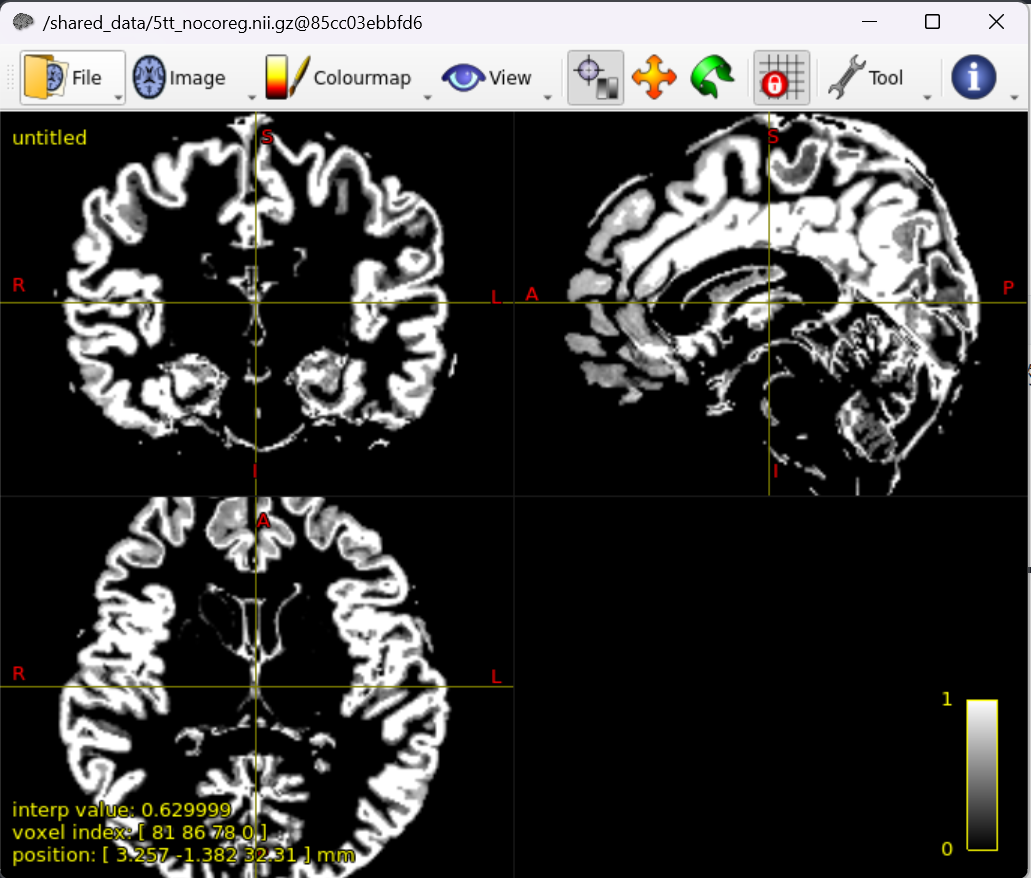 /shared_data/5tt_nocoreg.nii.gz@85cc03ebbfd6
File Image Colourmap View Tool
untitled
S
R
L
I
S
A
P
I
A
R
L
interp value: 0.629999
voxel index: [ 81 86 78 0 ]
position: [ 3.257 -1.382 32.31 ] mm
1
0